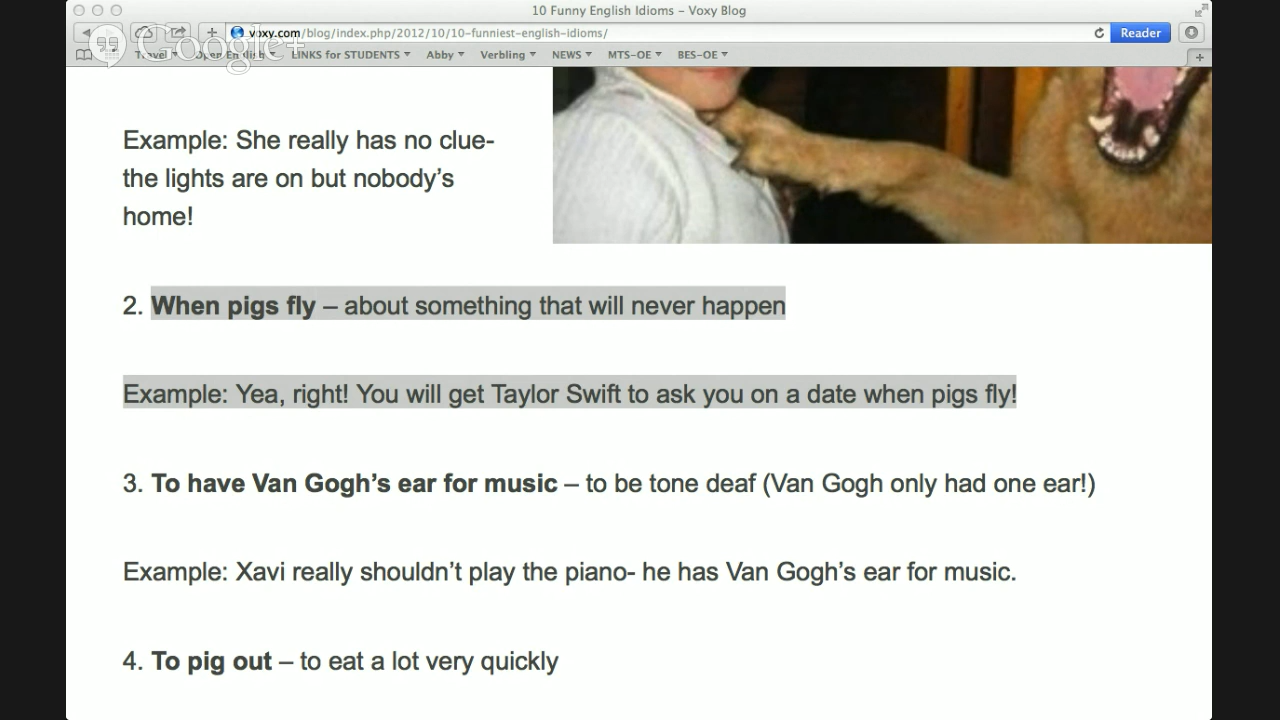 10 Funny English Idioms – Voxy Blog
voxy.com/blog/index.php/2012/10/10-funniest-english-idioms/
Reader
Google+
Travel Open English LINKS for STUDENTS Abby Verbling NEWS MTS-OE BES-OE
Example: She really has no clue-
the lights are on but nobody's
home!
2. When pigs fly – about something that will never happen
Example: Yea, right! You will get Taylor Swift to ask you on a date when pigs fly!
3. To have Van Gogh's ear for music – to be tone deaf (Van Gogh only had one ear!)
Example: Xavi really shouldn't play the piano- he has Van Gogh's ear for music.
4. To pig out – to eat a lot very quickly